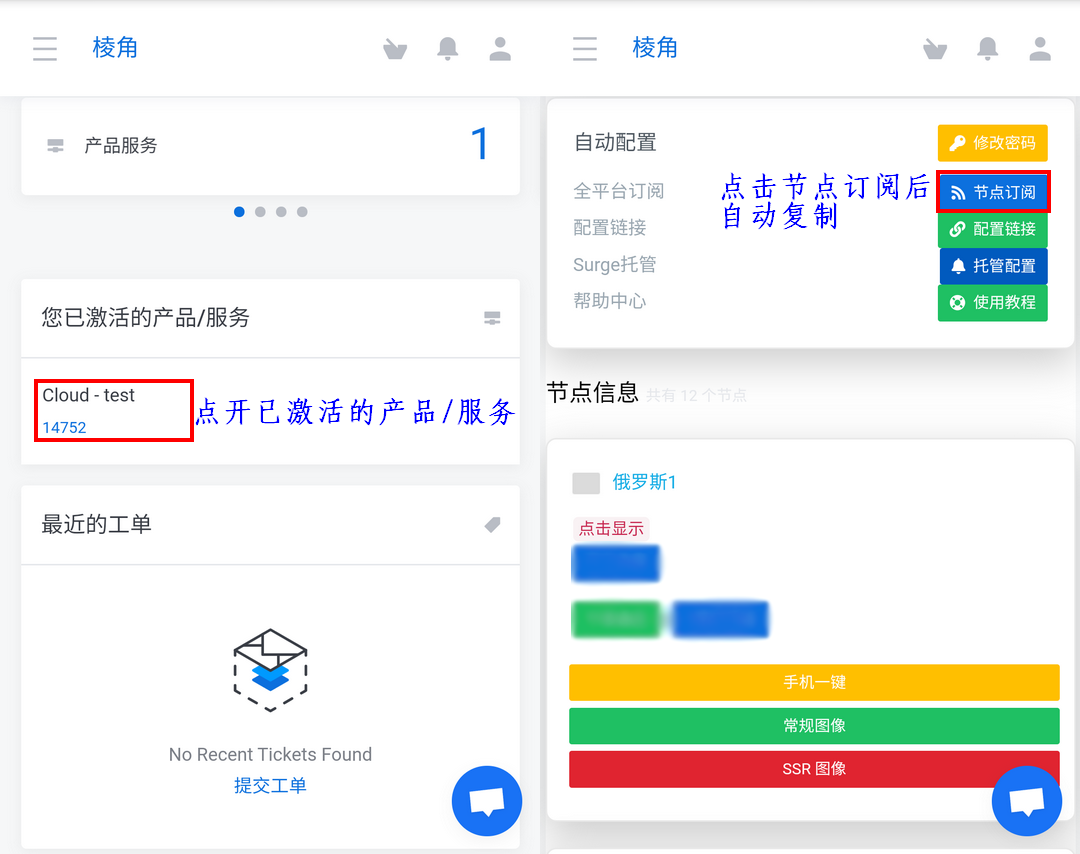 棱角
产品服务
1
您已激活的产品/服务
Cloud - test
14752
点开已激活的产品/服务
最近的工单
No Recent Tickets Found
提交工单
棱角
自动配置
修改密码
全平台订阅
点击节点订阅后
自动复制
节点订阅
配置链接
配置链接
Surge托管
托管配置
帮助中心
使用教程
节点信息 共有 12 个节点
俄罗斯1
点击显示
手机一键
常规图像
SSR 图像